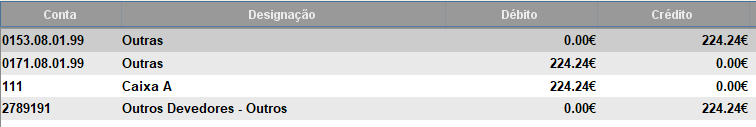 Conta Designação Débito Crédito
0153.08.01.99 Outras 0.00€ 224.24€
0171.08.01.99 Outras 224.24€ 0.00€
111 Caixa A 224.24€ 0.00€
2789191 Outros Devedores - Outros 0.00€ 224.24€